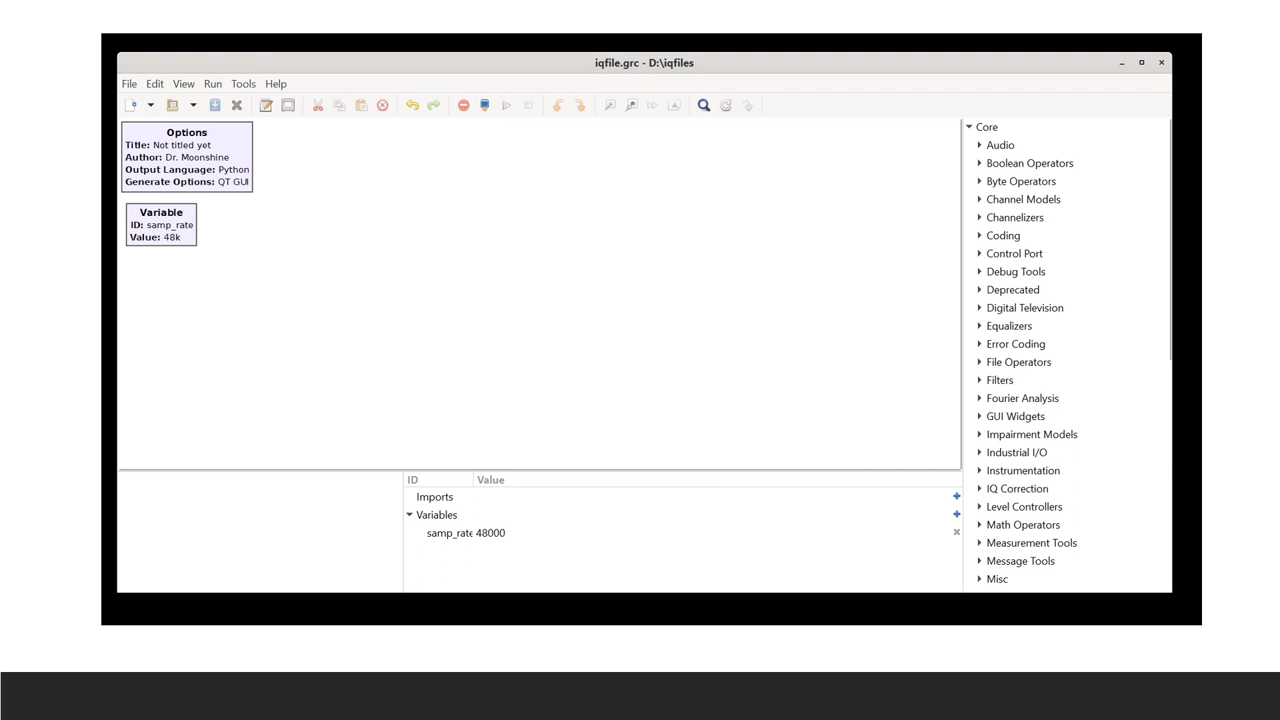 iqfile.grc - D:\iqfiles
File Edit View Run Tools Help
Options
Title: Not titled yet
Author: Dr. Moonshine
Output Language: Python
Generate Options: QT GUI
Variable
ID: samp_rate
Value: 48k
ID Value
Imports
Variables
samp_rate 48000
Core
Audio
Boolean Operators
Byte Operators
Channel Models
Channelizers
Coding
Control Port
Debug Tools
Deprecated
Digital Television
Equalizers
Error Coding
File Operators
Filters
Fourier Analysis
GUI Widgets
Impairment Models
Industrial I/O
Instrumentation
IQ Correction
Level Controllers
Math Operators
Measurement Tools
Message Tools
Misc